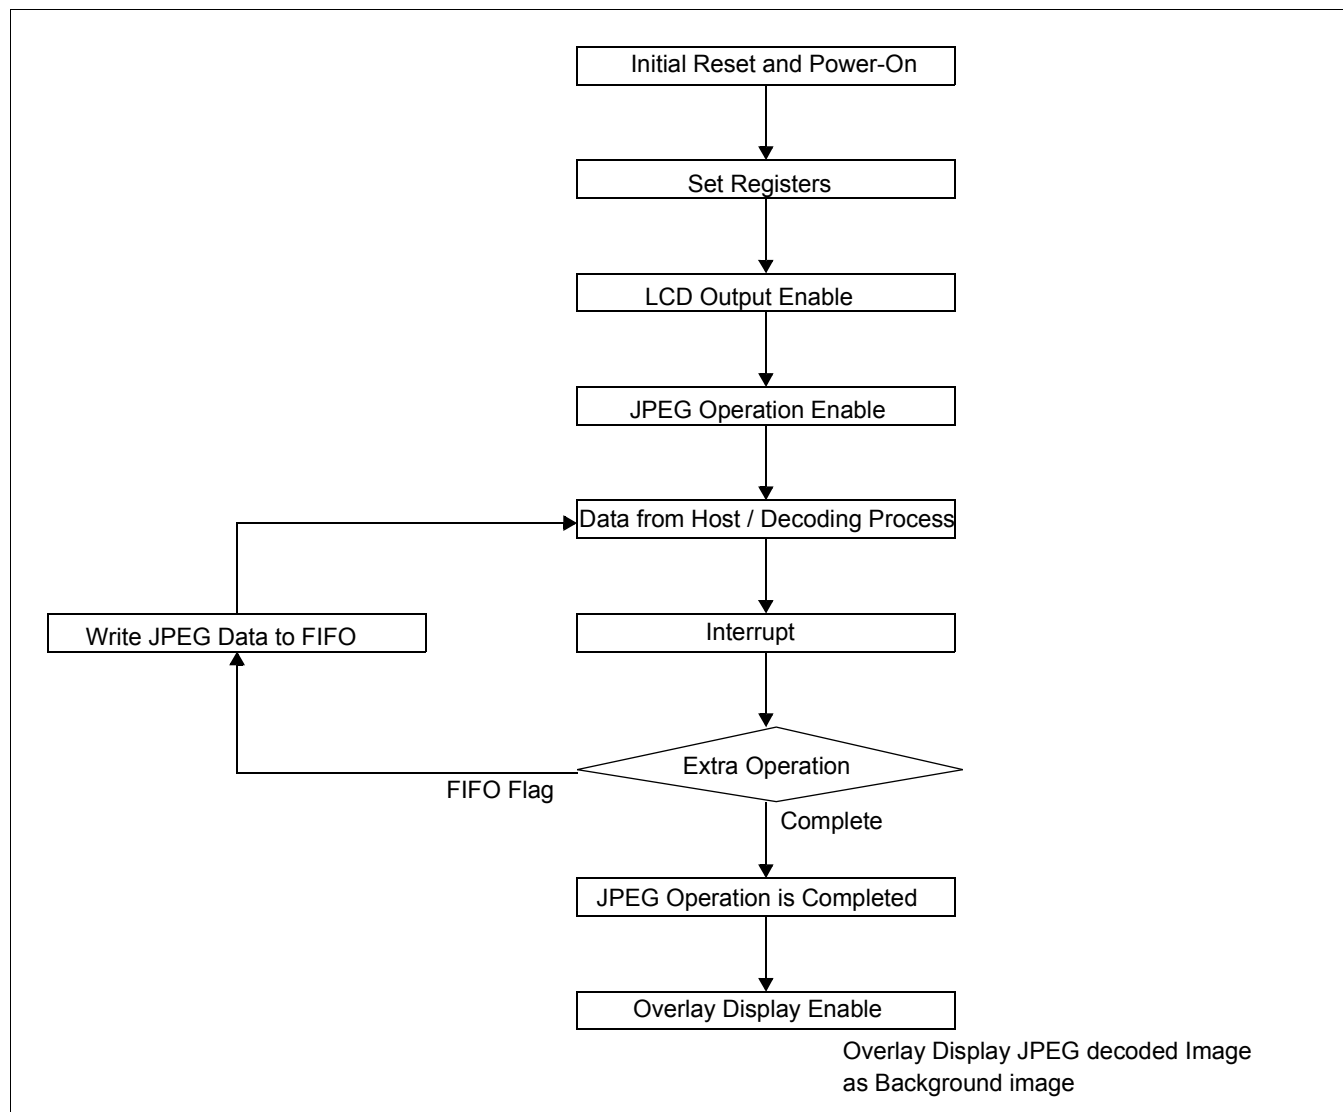 Initial Reset and Power-On
Set Registers
LCD Output Enable
JPEG Operation Enable
Data from Host / Decoding Process
Write JPEG Data to FIFO
Interrupt
Extra Operation
FIFO Flag
Complete
JPEG Operation is Completed
Overlay Display Enable
Overlay Display JPEG decoded Image
as Background image